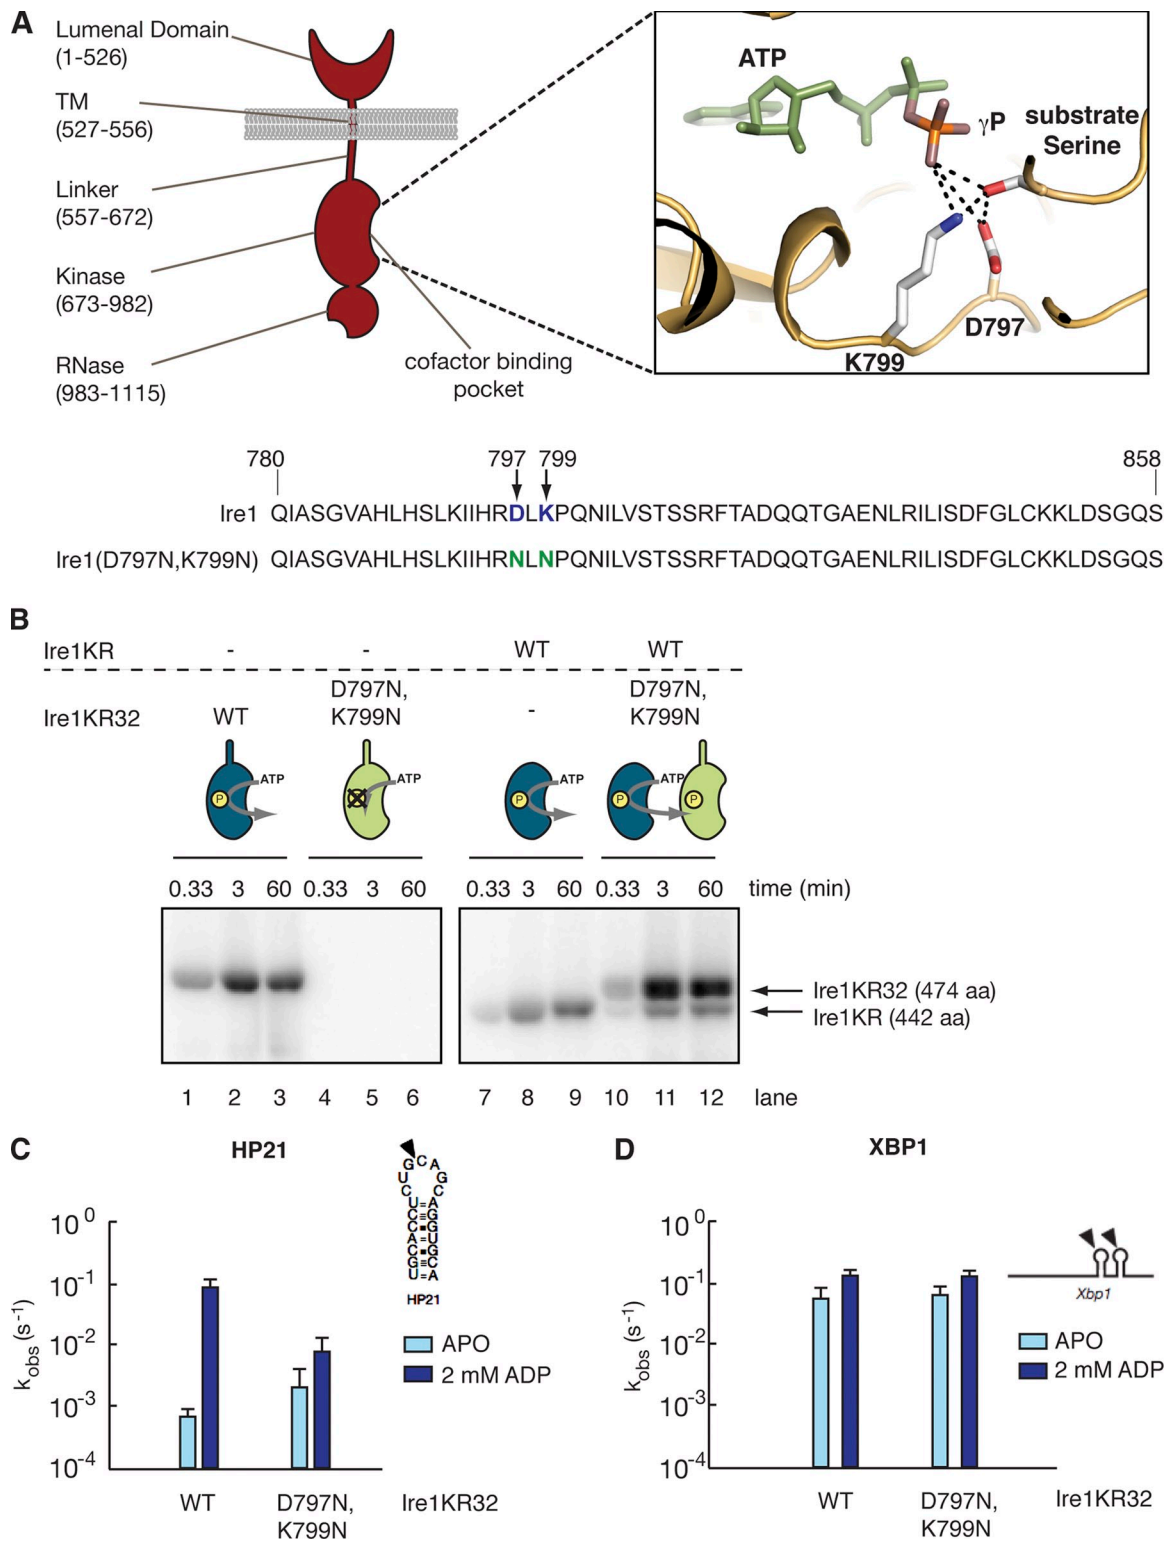 A
Lumenal Domain
(1-526)
TM
(527-556)
Linker
(557-672)
Kinase
(673-982)
RNase
(983-1115)
cofactor binding
pocket
ATP
γP
substrate
Serine
D797
K799
780
797
799
858
Ire1 QIASGVAHLHSLKIIHRDLKPQNILVSTSSRFTADQQTGAENLRILISDFGLCKKLDSGQS
Ire1(D797N,K799N) QIASGVAHLHSLKIIHRNLNPQNILVSTSSRFTADQQTGAENLRILISDFGLCKKLDSGQS
B
Ire1KR - - WT WT
Ire1KR32 WT D797N, K799N - D797N, K799N
ATP ATP ATP ATP
P P P P
0.33 3 60 0.33 3 60 0.33 3 60 0.33 3 60 time (min)
Ire1KR32 (474 aa)
Ire1KR (442 aa)
1 2 3 4 5 6 7 8 9 10 11 12 lane
C
HP21
G C A
U G
C C
U=A
C≡G
C■G
A=U
C■G
G≡C
U=A
HP21
10⁰
10⁻¹
10⁻²
10⁻³
10⁻⁴
kobs (s⁻¹)
APO
2 mM ADP
WT
D797N,
K799N
Ire1KR32
D
XBP1
Xbp1
10⁰
10⁻¹
10⁻²
10⁻³
10⁻⁴
kobs (s⁻¹)
APO
2 mM ADP
WT
D797N,
K799N
Ire1KR32